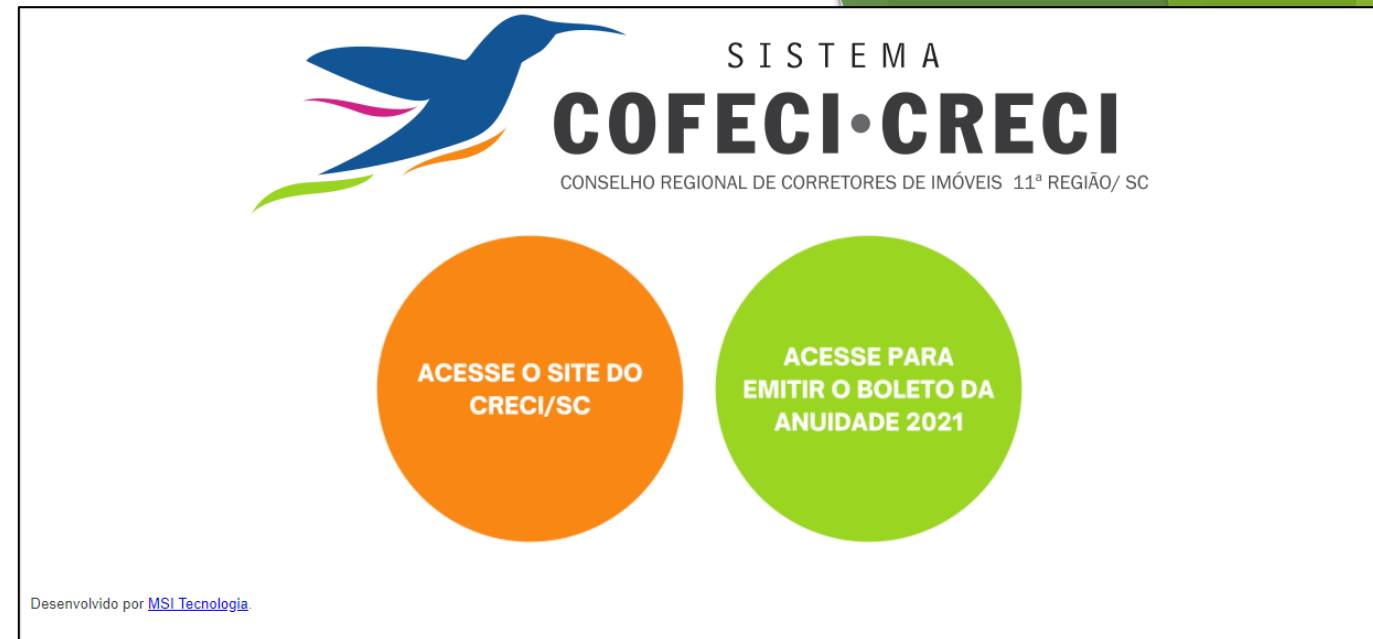 SISTEMA
COFECI•CRECI
CONSELHO REGIONAL DE CORRETORES DE IMÓVEIS 11ª REGIÃO/ SC
ACESSE O SITE DO
CRECI/SC
ACESSE PARA
EMITIR O BOLETO DA
ANUIDADE 2021
Desenvolvido por MSI Tecnologia.